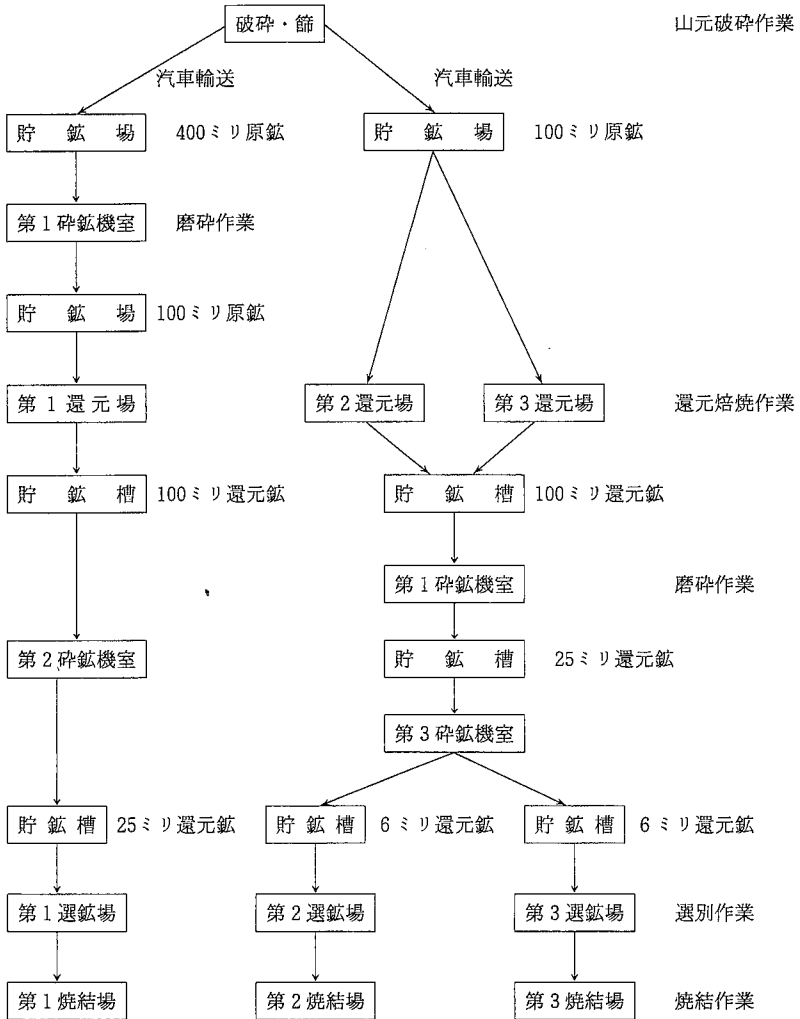 破砕・篩 山元破砕作業
汽車輸送 汽車輸送
貯鉱場 400ミリ原鉱 貯鉱場 100ミリ原鉱
第1砕鉱機室 磨砕作業
貯鉱場 100ミリ原鉱
第1還元場 第2還元場 第3還元場 還元焙焼作業
貯鉱槽 100ミリ還元鉱 貯鉱槽 100ミリ還元鉱
第1砕鉱機室 磨砕作業
第2砕鉱機室 貯鉱槽 25ミリ還元鉱
第3砕鉱機室
貯鉱槽 25ミリ還元鉱 貯鉱槽 6ミリ還元鉱 貯鉱槽 6ミリ還元鉱
第1選鉱場 第2選鉱場 第3選鉱場 選別作業
第1焼結場 第2焼結場 第3焼結場 焼結作業